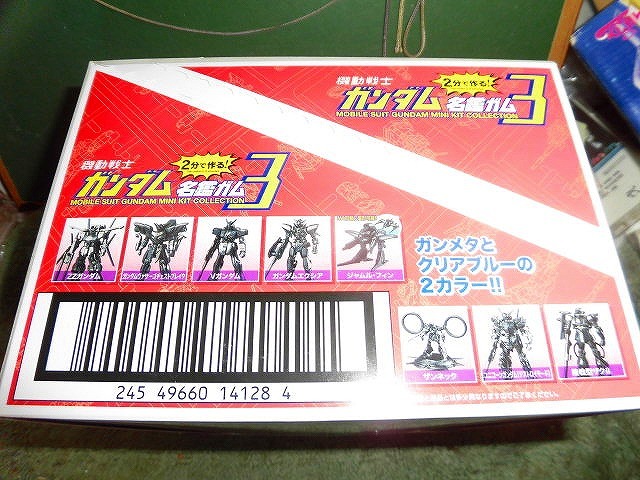 機動戦士
2分で作る!
ガンダム 名鑑ガム 3
MOBILE SUIT GUNDAM MINI KIT COLLECTION
機動戦士
2分で作る!
ガンダム 名鑑ガム 3
MOBILE SUIT GUNDAM MINI KIT COLLECTION
ZZガンダム
Vガンダム
ガンダムエクシア
ジャムル・フィン
ガンメタと
クリアブルーの
2カラー!!
ザンネック
245 49660 14128 4